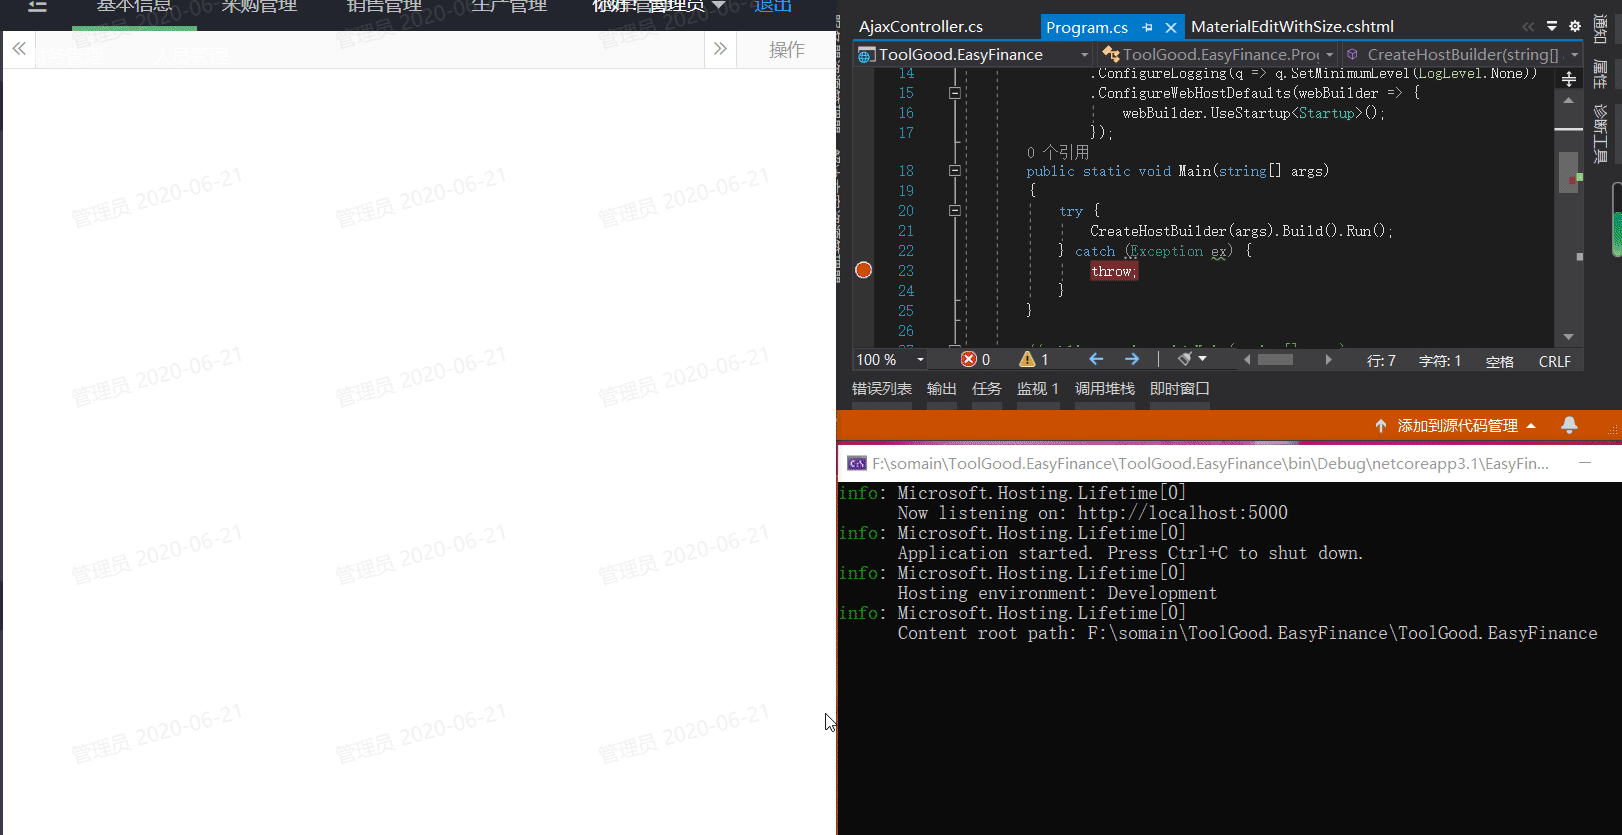 基本信息 采购管理 销售管理 生产管理 退出
操作
管理员 2020-06-21 管理员 2020-06-21 管理员 2020-06-21
管理员 2020-06-21 管理员 2020-06-21 管理员 2020-06-21
管理员 2020-06-21 管理员 2020-06-21 管理员 2020-06-21
管理员 2020-06-21 管理员 2020-06-21 管理员 2020-06-21
AjaxController.cs Program.cs MaterialEditWithSize.cshtml
ToolGood.EasyFinance ToolGood.EasyFinance.Prog CreateHostBuilder(string[]
14 .ConfigureLogging(q => q.SetMinimumLevel(LogLevel.None))
15 .ConfigureWebHostDefaults(webBuilder => {
16 webBuilder.UseStartup<Startup>();
17 });
0 个引用
18 public static void Main(string[] args)
19 {
20 try {
21 CreateHostBuilder(args).Build().Run();
22 } catch (Exception ex) {
23 throw;
24 }
25 }
26
100 % 0 1 行: 7 字符: 1 空格 CRLF
错误列表 输出 任务 监视 1 调用堆栈 即时窗口
添加到源代码管理
通知
属性
诊断工具
F:\somain\ToolGood.EasyFinance\ToolGood.EasyFinance\bin\Debug\netcoreapp3.1\EasyFin...
info: Microsoft.Hosting.Lifetime[0]
Now listening on: http://localhost:5000
info: Microsoft.Hosting.Lifetime[0]
Application started. Press Ctrl+C to shut down.
info: Microsoft.Hosting.Lifetime[0]
Hosting environment: Development
info: Microsoft.Hosting.Lifetime[0]
Content root path: F:\somain\ToolGood.EasyFinance\ToolGood.EasyFinance